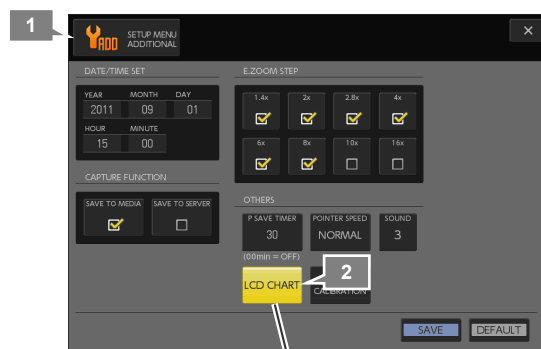 1
ADD
SETUP MENU
ADDITIONAL
×
DATE/TIME SET
YEAR MONTH DAY
2011 09 01
HOUR MINUTE
15 00
CAPTURE FUNCTION
SAVE TO MEDIA SAVE TO SERVER
E.ZOOM STEP
1.4x 2x 2.8x 4x
6x 8x 10x 16x
OTHERS
P SAVE TIMER POINTER SPEED SOUND
30 NORMAL 3
(00min = OFF)
LCD CHART
2
CALIBRATION
SAVE DEFAULT